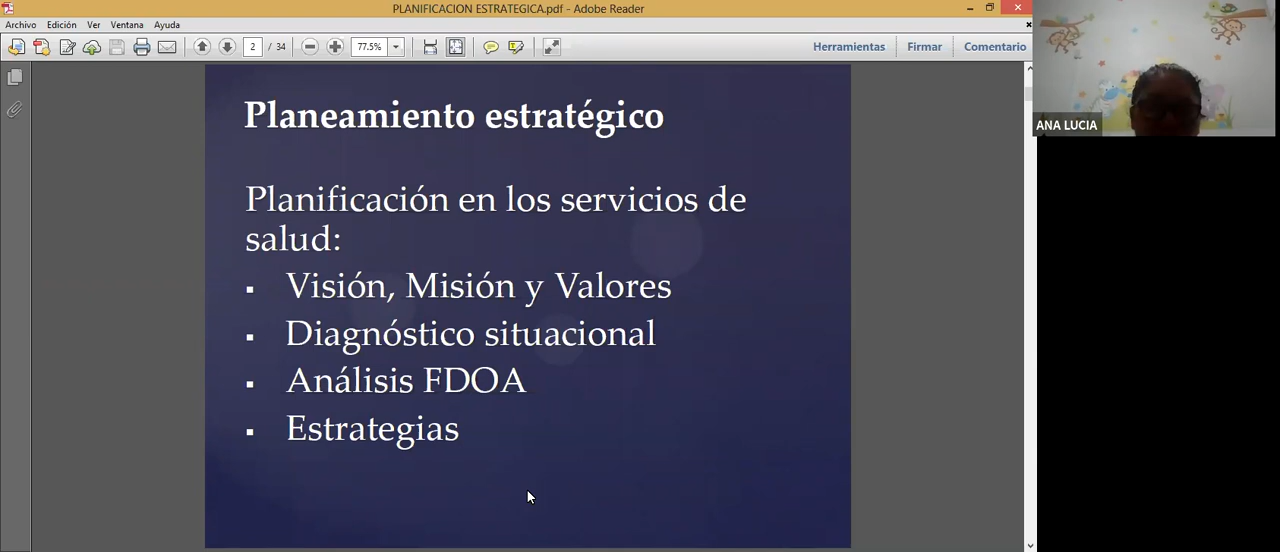 PLANIFICACION ESTRATEGICA.pdf - Adobe Reader
Archivo Edición Ver Ventana Ayuda
2 / 34 77.5% Herramientas Firmar Comentario
Planeamiento estratégico
Planificación en los servicios de
salud:
▪ Visión, Misión y Valores
▪ Diagnóstico situacional
▪ Análisis FDOA
▪ Estrategias
ANA LUCIA